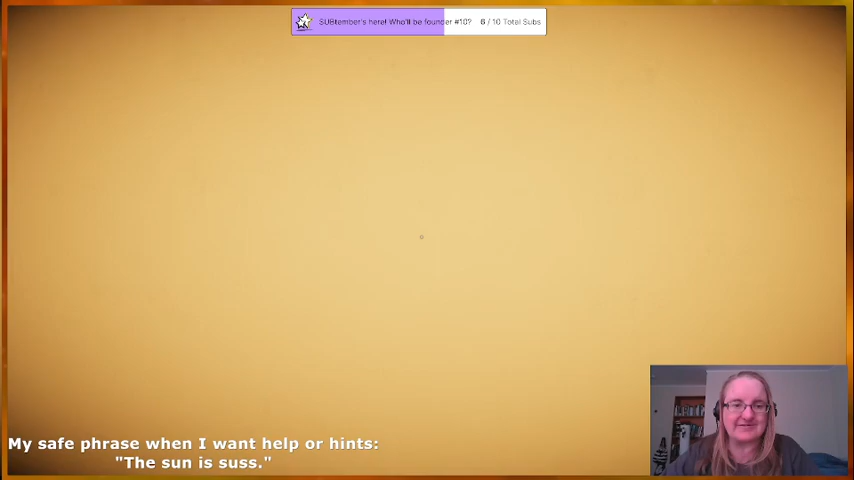 SUBtember's here! Who'll be founder #10? 6 / 10 Total Subs
My safe phrase when I want help or hints:
"The sun is suss."